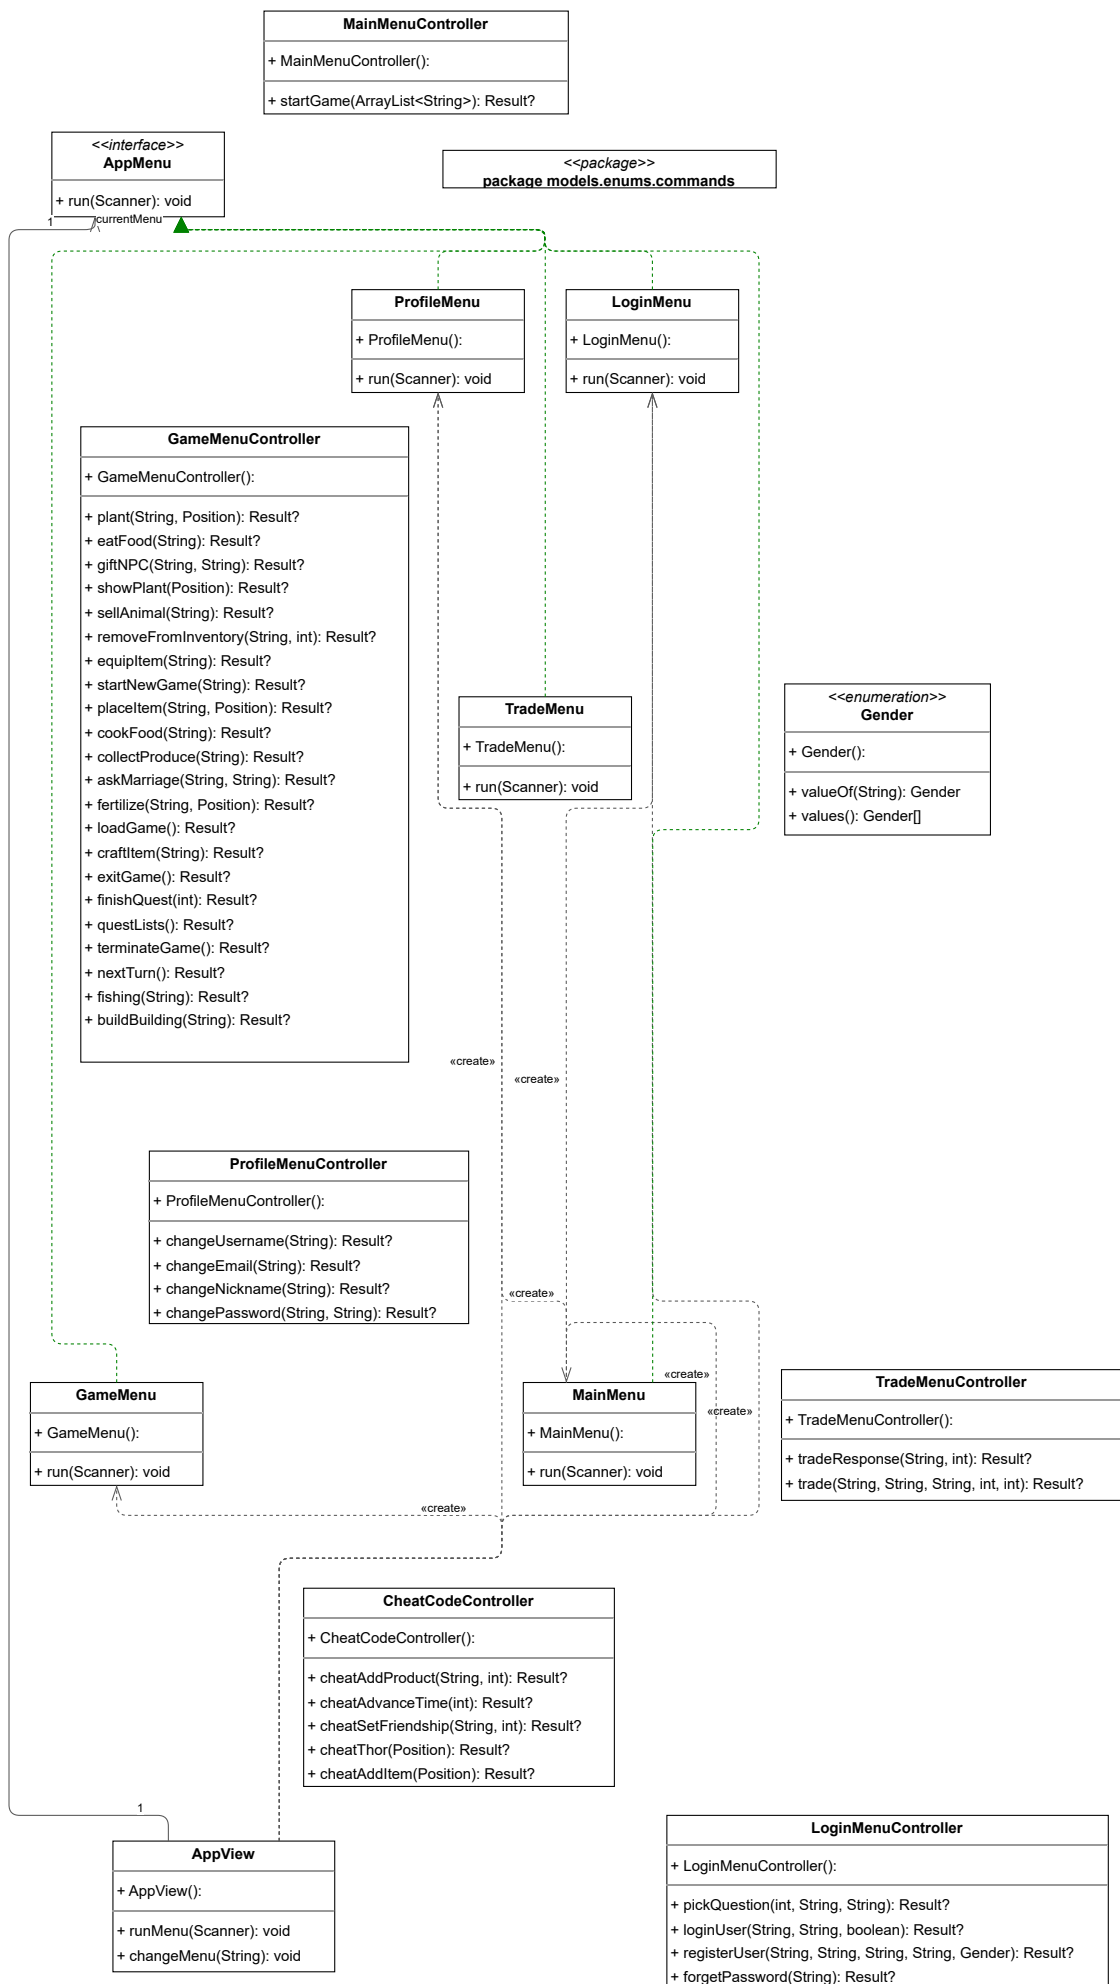 MainMenuController
+ MainMenuController():
+ startGame(ArrayList<String>): Result?
<<interface>>
AppMenu
+ run(Scanner): void
<<package>>
package models.enums.commands
1
currentMenu
ProfileMenu
+ ProfileMenu():
+ run(Scanner): void
LoginMenu
+ LoginMenu():
+ run(Scanner): void
GameMenuController
+ GameMenuController():
+ plant(String, Position): Result?
+ eatFood(String): Result?
+ giftNPC(String, String): Result?
+ showPlant(Position): Result?
+ sellAnimal(String): Result?
+ removeFromInventory(String, int): Result?
+ equipItem(String): Result?
+ startNewGame(String): Result?
+ placeItem(String, Position): Result?
+ cookFood(String): Result?
+ collectProduce(String): Result?
+ askMarriage(String, String): Result?
+ fertilize(String, Position): Result?
+ loadGame(): Result?
+ craftItem(String): Result?
+ exitGame(): Result?
+ finishQuest(int): Result?
+ questLists(): Result?
+ terminateGame(): Result?
+ nextTurn(): Result?
+ fishing(String): Result?
+ buildBuilding(String): Result?
TradeMenu
+ TradeMenu():
+ run(Scanner): void
<<enumeration>>
Gender
+ Gender():
+ valueOf(String): Gender
+ values(): Gender[]
«create»
«create»
ProfileMenuController
+ ProfileMenuController():
+ changeUsername(String): Result?
+ changeEmail(String): Result?
+ changeNickname(String): Result?
+ changePassword(String, String): Result?
«create»
«create»
«create»
GameMenu
+ GameMenu():
+ run(Scanner): void
MainMenu
+ MainMenu():
+ run(Scanner): void
TradeMenuController
+ TradeMenuController():
+ tradeResponse(String, int): Result?
+ trade(String, String, String, int, int): Result?
«create»
CheatCodeController
+ CheatCodeController():
+ cheatAddProduct(String, int): Result?
+ cheatAdvanceTime(int): Result?
+ cheatSetFriendship(String, int): Result?
+ cheatThor(Position): Result?
+ cheatAddItem(Position): Result?
1
AppView
+ AppView():
+ runMenu(Scanner): void
+ changeMenu(String): void
LoginMenuController
+ LoginMenuController():
+ pickQuestion(int, String, String): Result?
+ loginUser(String, String, boolean): Result?
+ registerUser(String, String, String, String, Gender): Result?
+ forgetPassword(String): Result?